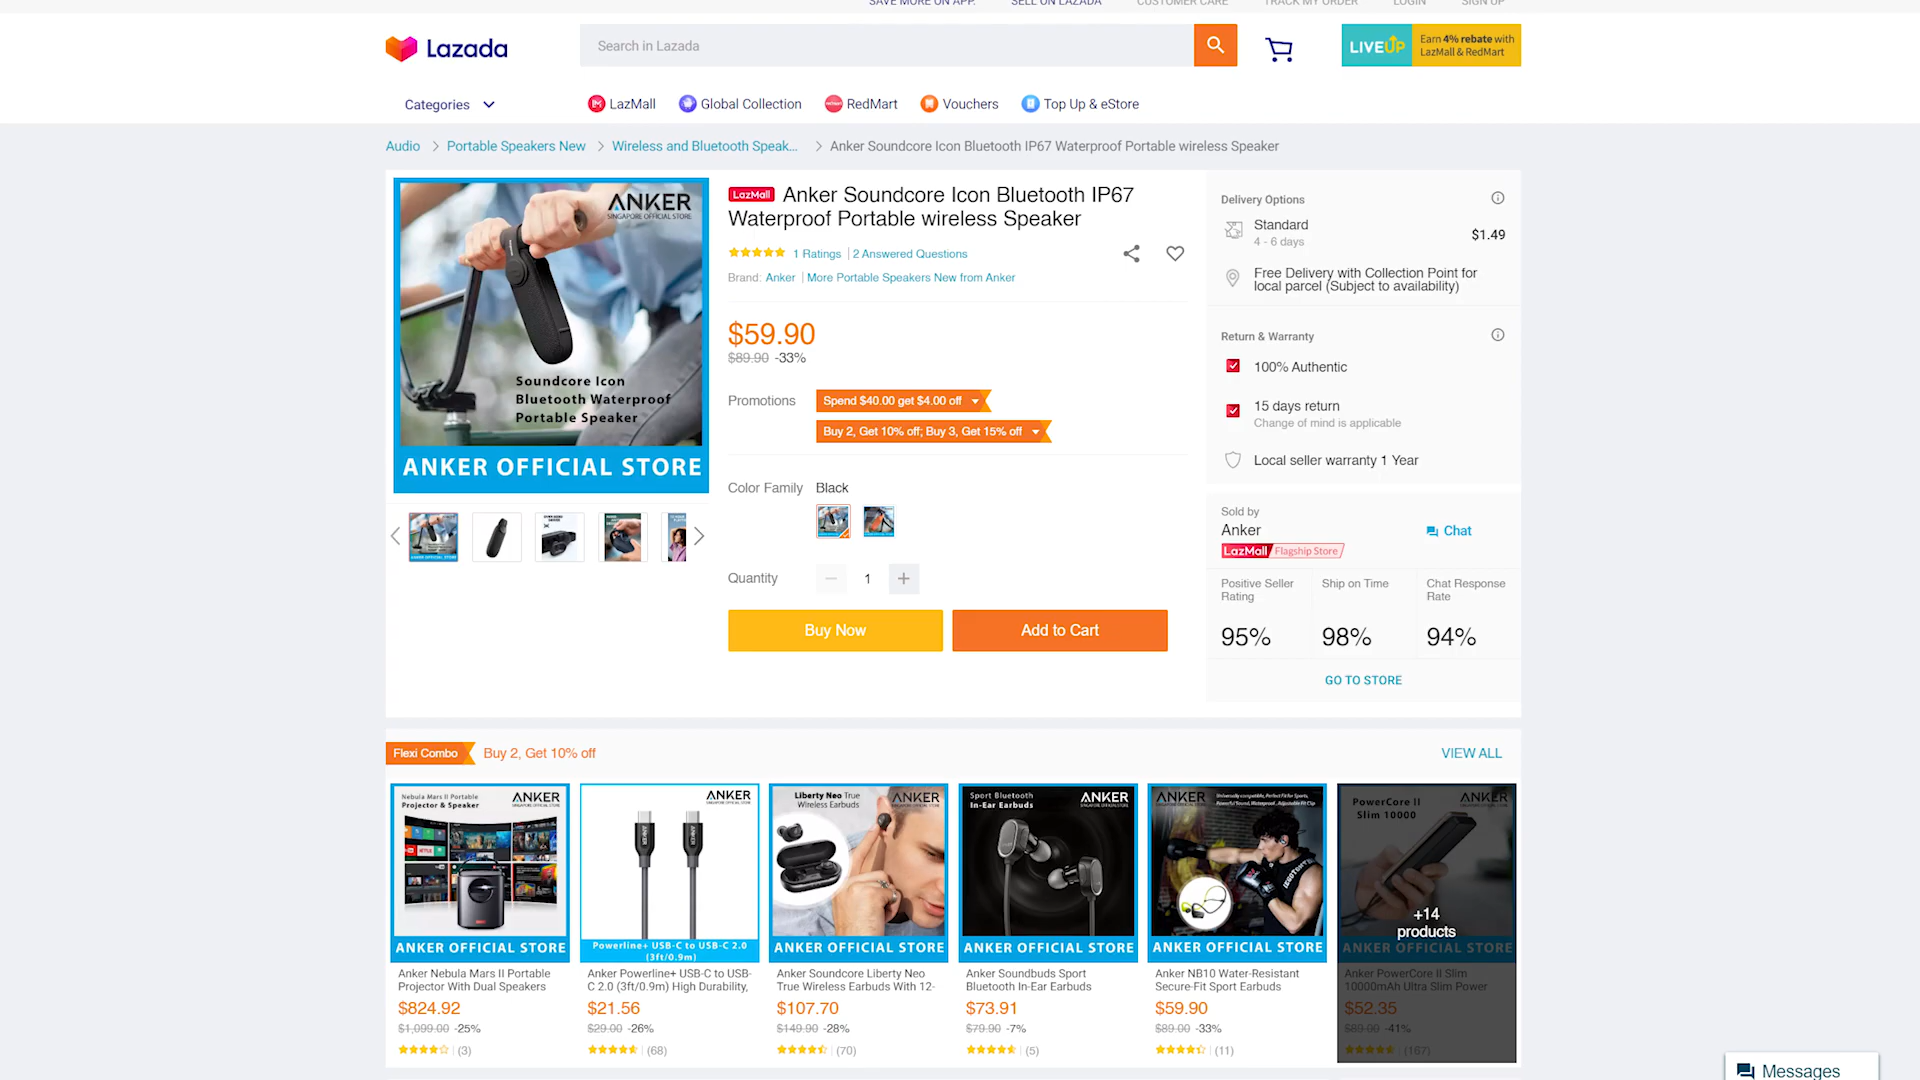 SAVE MORE ON APP.
SELL ON LAZADA
CUSTOMER CARE
TRACK MY ORDER
LOGIN
SIGN UP
Lazada
Search in Lazada
LIVEUP
Earn 4% rebate with
LazMall & RedMart
Categories
LazMall
Global Collection
RedMart
Vouchers
Top Up & eStore
Audio
Portable Speakers New
Wireless and Bluetooth Speak...
Anker Soundcore Icon Bluetooth IP67 Waterproof Portable wireless Speaker
ANKER
SINGAPORE OFFICIAL STORE
Soundcore Icon
Bluetooth Waterproof
Portable Speaker
ANKER OFFICIAL STORE
LazMall Anker Soundcore Icon Bluetooth IP67
Waterproof Portable wireless Speaker
1 Ratings
2 Answered Questions
Brand: Anker
More Portable Speakers New from Anker
$59.90
$89.90 -33%
Promotions
Spend $40.00 get $4.00 off
Buy 2, Get 10% off; Buy 3, Get 15% off
Color Family Black
Quantity
1
Buy Now
Add to Cart
Delivery Options
Standard
4 - 6 days
$1.49
Free Delivery with Collection Point for
local parcel (Subject to availability)
Return & Warranty
100% Authentic
15 days return
Change of mind is applicable
Local seller warranty 1 Year
Sold by
Anker
Chat
LazMall Flagship Store
Positive Seller
Rating
95%
Ship on Time
98%
Chat Response
Rate
94%
GO TO STORE
Flexi Combo
Buy 2, Get 10% off
VIEW ALL
Nebula Mars II Portable
Projector & Speaker
ANKER
ANKER OFFICIAL STORE
Anker Nebula Mars II Portable
Projector With Dual Speakers
$824.92
$1,099.00 -25%
(3)
ANKER
Powerline+ USB-C to USB-C 2.0
(3ft/0.9m)
Anker Powerline+ USB-C to USB-
C 2.0 (3ft/0.9m) High Durability,
$21.56
$29.00 -26%
(68)
Liberty Neo True
Wireless Earbuds
ANKER
ANKER OFFICIAL STORE
Anker Soundcore Liberty Neo
True Wireless Earbuds With 12-
$107.70
$149.90 -28%
(70)
Sport Bluetooth
In-Ear Earbuds
ANKER
ANKER OFFICIAL STORE
Anker Soundbuds Sport
Bluetooth In-Ear Earbuds
$73.91
$79.90 -7%
(5)
ANKER
ANKER OFFICIAL STORE
Anker NB10 Water-Resistant
Secure-Fit Sport Earbuds
$59.90
$89.00 -33%
(11)
PowerCore II
Slim 10000
ANKER
+14
products
ANKER OFFICIAL STORE
Anker PowerCore II Slim
10000mAh Ultra Slim Power
$52.35
$89.00 -41%
(167)
Messages